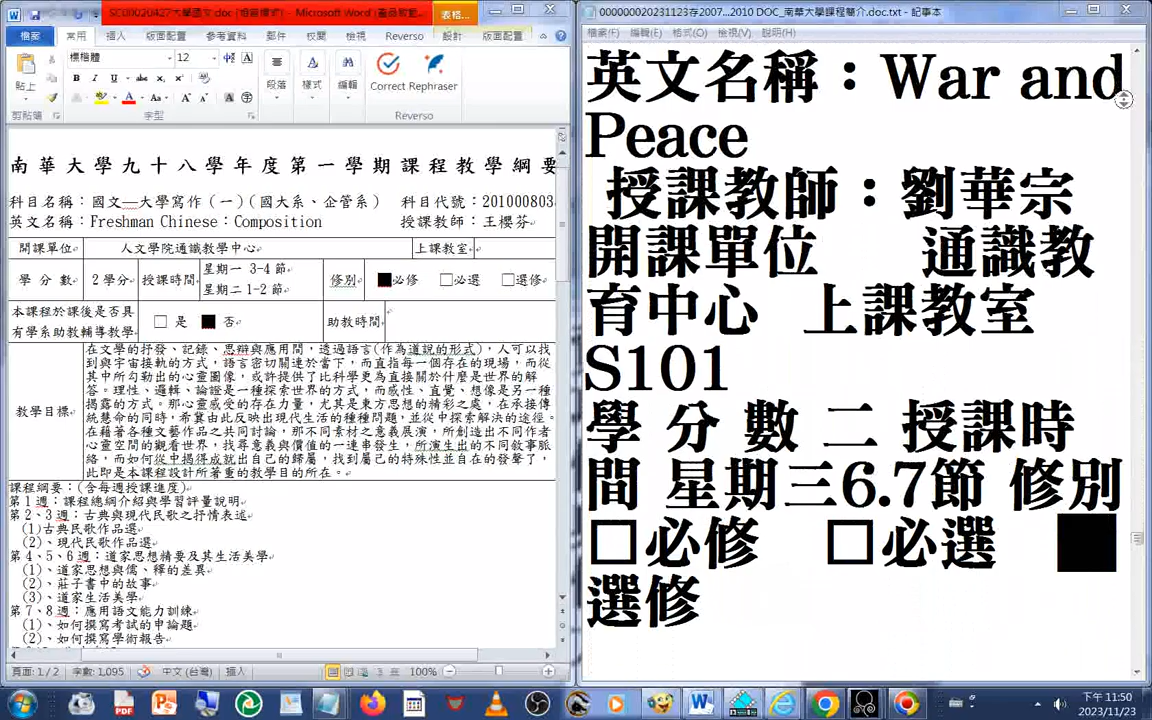 SC00020427大學國文.doc [相容模式] - Microsoft Word (產品啟動...
表格...
檔案 常用 插入 版面配置 參考資料 郵件 校閱 檢視 Reverso 設計 版面配置
標楷體 12
貼上 段落 樣式 編輯 Correct Rephraser
剪貼簿 字型 Reverso
南華大學九十八學年度第一學期課程教學綱要
科目名稱：國文—大學寫作（一）（國大系、企管系） 科目代號：201000803
英文名稱：Freshman Chinese：Composition 授課教師：王櫻芬
開課單位 人文學院通識教學中心 上課教室
學 分 數 2學分 授課時間 星期一 3-4節 星期二1-2節 修別 ■必修 □必選 □選修
本課程於課後是否具有學系助教輔導教學 □ 是 ■ 否 助教時間
教學目標
在文學的抒發、記錄、思辯與應用間，透過語言(作為道說的形式)，人可以找
到與宇宙接軌的方式，語言密切關連於當下，而直指每一個存在的現場，而從
其中所勾勒出的心靈圖像，或許提供了比科學更為直接關於什麼是世界的解
答。理性、邏輯、論證是一種探索世界的方式，而感性、直覺、想像是另一種
揭露的方式。那心靈感受的存在力量，尤其是東方思想的精彩之處，在承接傳
統慧命的同時，希冀由此反映出現代生活的種種問題，並從中探索解決的途徑。
在藉著各種文藝作品之共同討論，那不同素材之意義展演，所創造出不同作者
心靈空間的觀看世界，找尋意義與價值的一連串發生，所演生出的不同敘事脈
絡，而如何從中揭得成就出自己的歸屬，找到屬己的特殊性並自在的發聲了，
此即是本課程設計所著重的教學目的所在。
課程綱要：(含每週授課進度)
第1週：課程總綱介紹與學習評量說明
第2、3週：古典與現代民歌之抒情表述
(1)古典民歌作品選
(2)、現代民歌作品選
第4、5、6週：道家思想精要及其生活美學
(1)、道家思想與儒、釋的差異
(2)、莊子書中的故事
(3)、道家生活美學
第7、8週：應用語文能力訓練
(1)、如何撰寫考試的申論題
(2)、如何撰寫學術報告
頁面: 1/2 字數: 1,095 中文 (台灣) 插入 100%
000000020231123存2007...2010 DOC_南華大學課程簡介.doc.txt - 記事本
檔案(F) 編輯(E) 格式(O) 檢視(V) 說明(H)
英文名稱：War and
Peace
授課教師：劉華宗
開課單位 通識教
育中心 上課教室
S101
學 分 數 二 授課時
間 星期三6.7節 修別
□必修 □必選 ■
選修
下午 11:50
2023/11/23